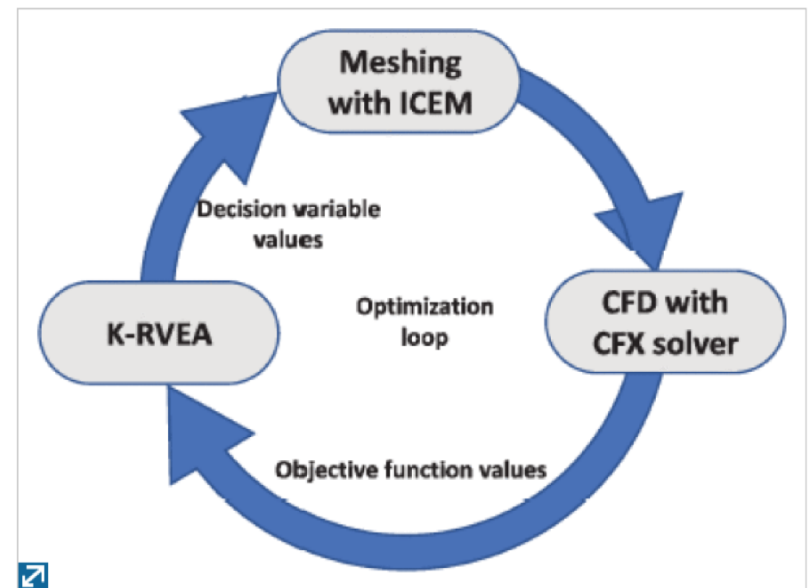 Meshing
with ICEM
Decision variable
values
K-RVEA
Optimization
loop
CFD with
CFX solver
Objective function values